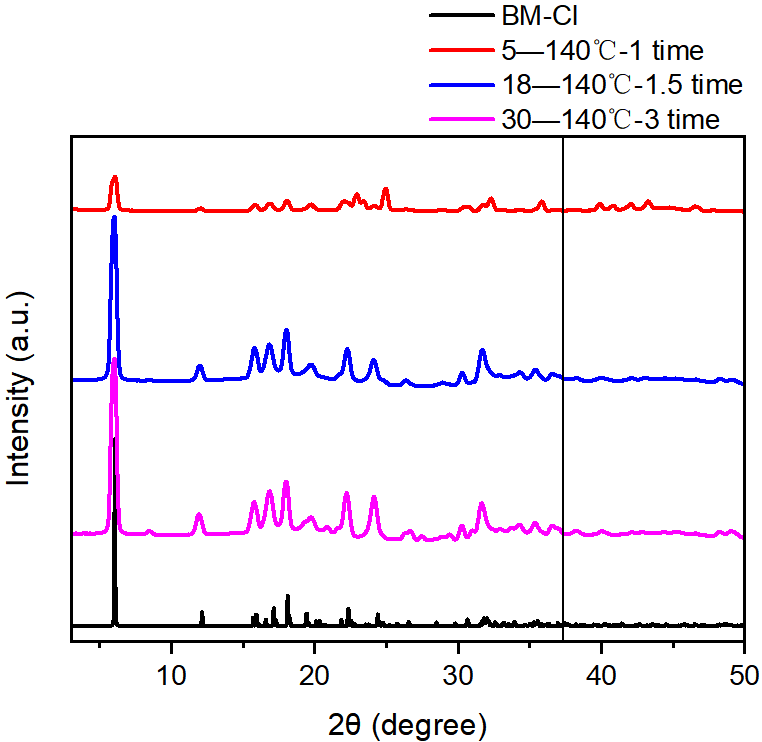 BM-Cl
5—140℃-1 time
18—140℃-1.5 time
30—140℃-3 time
Intensity (a.u.)
10 20 30 40 50
2θ (degree)